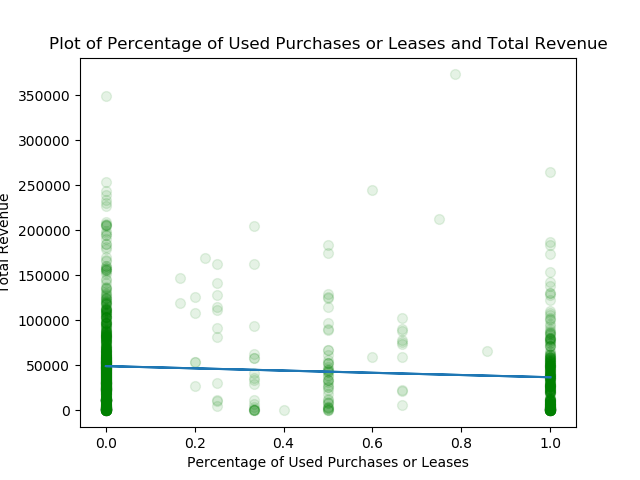 Plot of Percentage of Used Purchases or Leases and Total Revenue
350000
300000
250000
200000
150000
100000
50000
0
Total Revenue
0.0 0.2 0.4 0.6 0.8 1.0
Percentage of Used Purchases or Leases